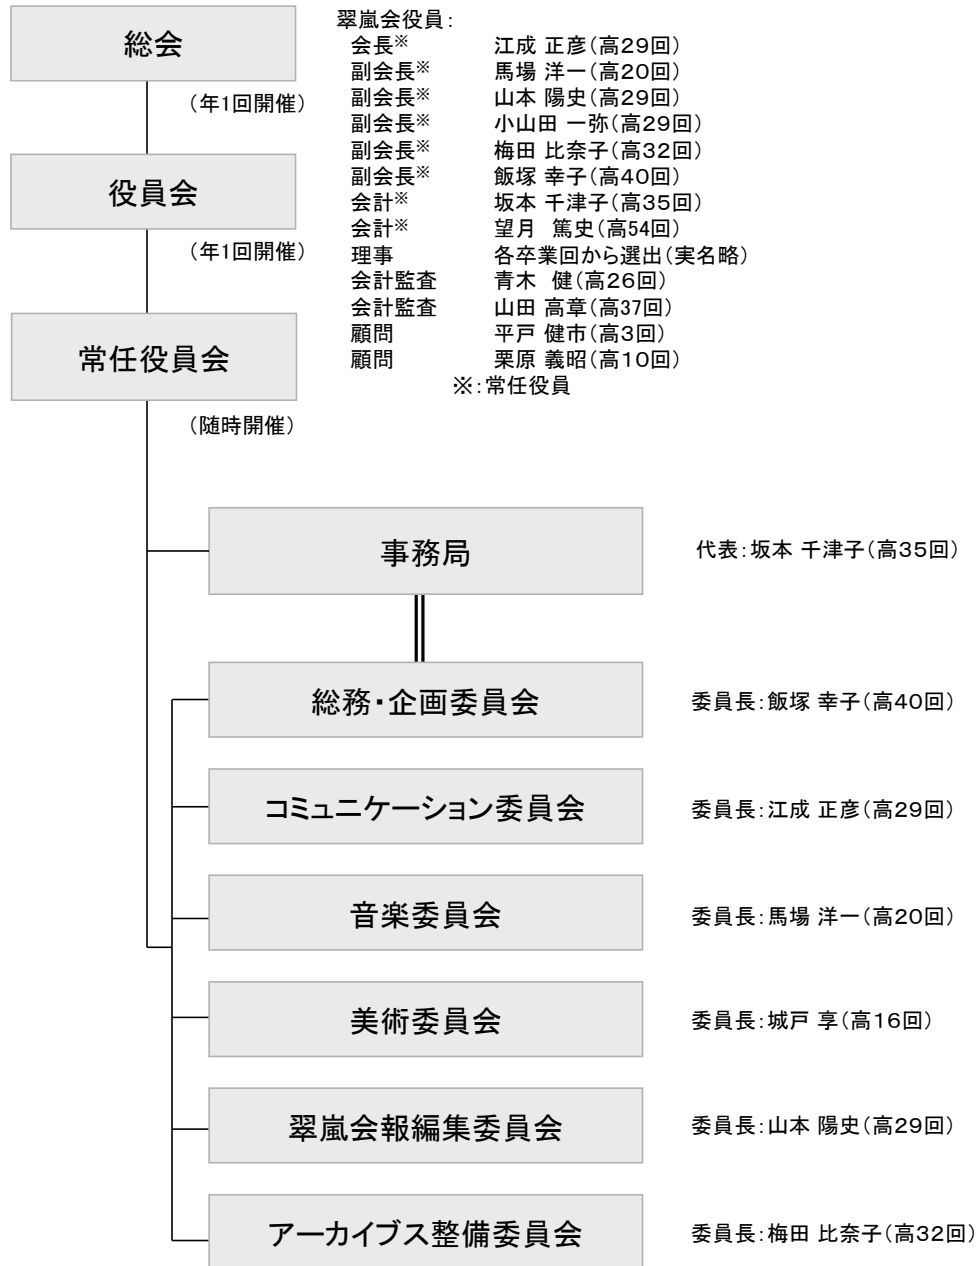 総会
(年1回開催)
役員会
(年1回開催)
常任役員会
(随時開催)
翠嵐会役員:
会長※ 江成 正彦(高29回)
副会長※ 馬場 洋一(高20回)
副会長※ 山本 陽史(高29回)
副会長※ 小山田 一弥(高29回)
副会長※ 梅田 比奈子(高32回)
副会長※ 飯塚 幸子(高40回)
会計※ 坂本 千津子(高35回)
会計※ 望月 篤史(高54回)
理事 各卒業回から選出(実名略)
会計監査 青木 健(高26回)
会計監査 山田 高章(高37回)
顧問 平戸 健市(高3回)
顧問 栗原 義昭(高10回)
※:常任役員
事務局 代表:坂本 千津子(高35回)
総務・企画委員会 委員長:飯塚 幸子(高40回)
コミュニケーション委員会 委員長:江成 正彦(高29回)
音楽委員会 委員長:馬場 洋一(高20回)
美術委員会 委員長:城戸 享(高16回)
翠嵐会報編集委員会 委員長:山本 陽史(高29回)
アーカイブス整備委員会 委員長:梅田 比奈子(高32回)